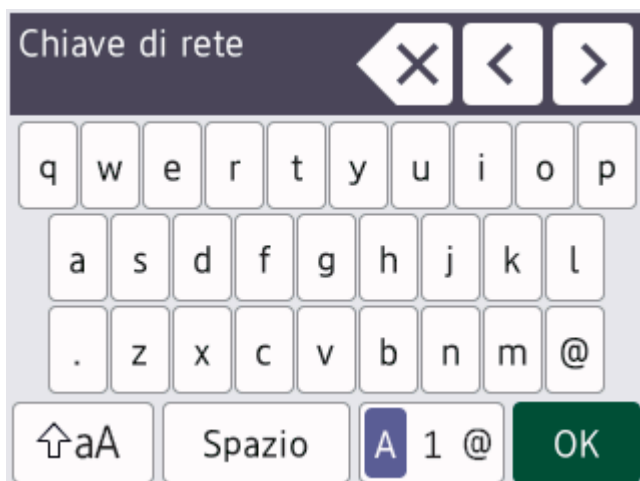 Chiave di rete
q w e r t y u i o p
a s d f g h j k l
. z x c v b n m @
aA Spazio A 1 @ OK